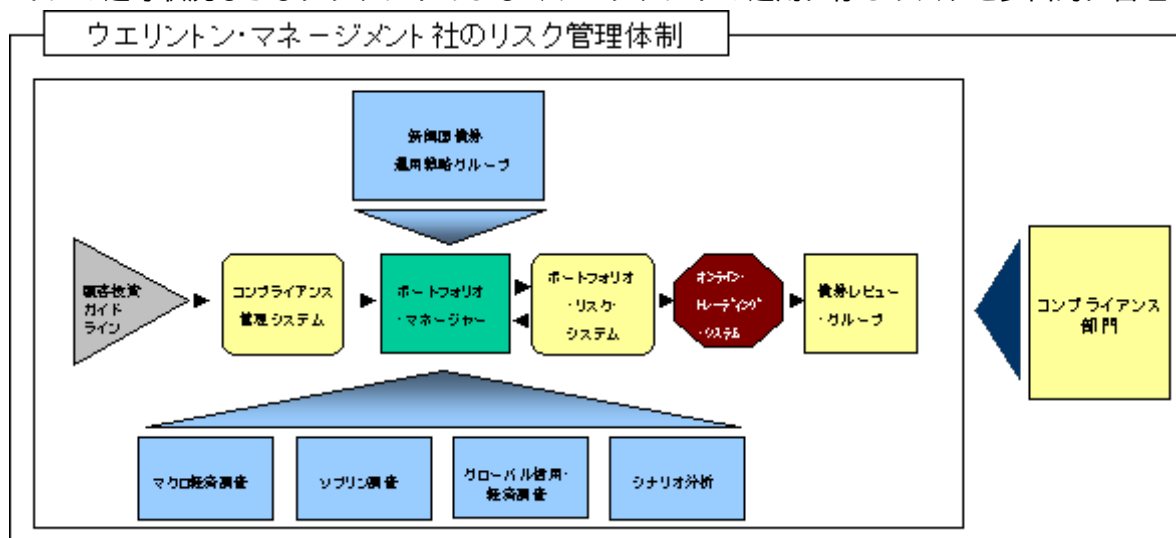 ウエリントン・マネージメント社のリスク管理体制
新興国債券
運用戦略グループ
顧客投資
ガイド
ライン
コンプライアンス
管理システム
ポートフォリオ
・マネージャー
ポートフォリオ
・リスク・
システム
オンライン・
トレーディング
・システム
債券レビュー
・グループ
コンプライアンス
部門
マクロ経済調査
ソブリン調査
グローバル信用・
経済調査
シナリオ分析